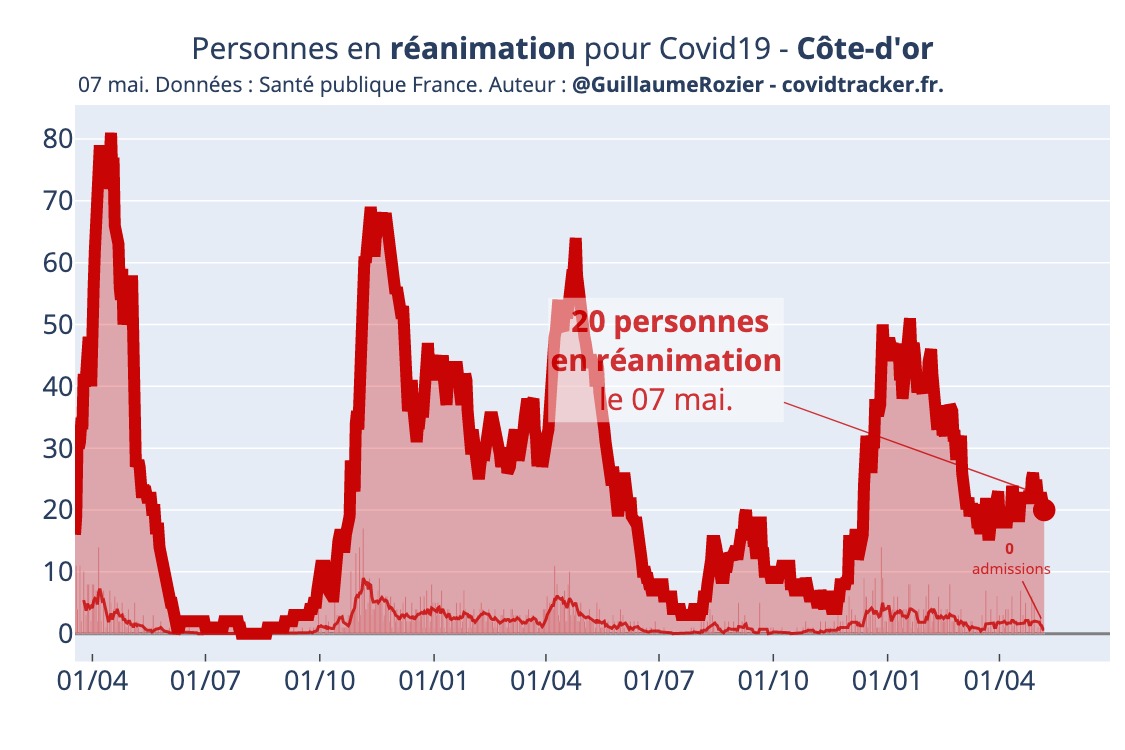 Personnes en réanimation pour Covid19 - Côte-d'or
07 mai. Données : Santé publique France. Auteur : @GuillaumeRozier - covidtracker.fr.
80
70
60
50
40
30
20
10
0
20 personnes
en réanimation
le 07 mai.
0
admissions
01/04 01/07 01/10 01/01 01/04 01/07 01/10 01/01 01/04